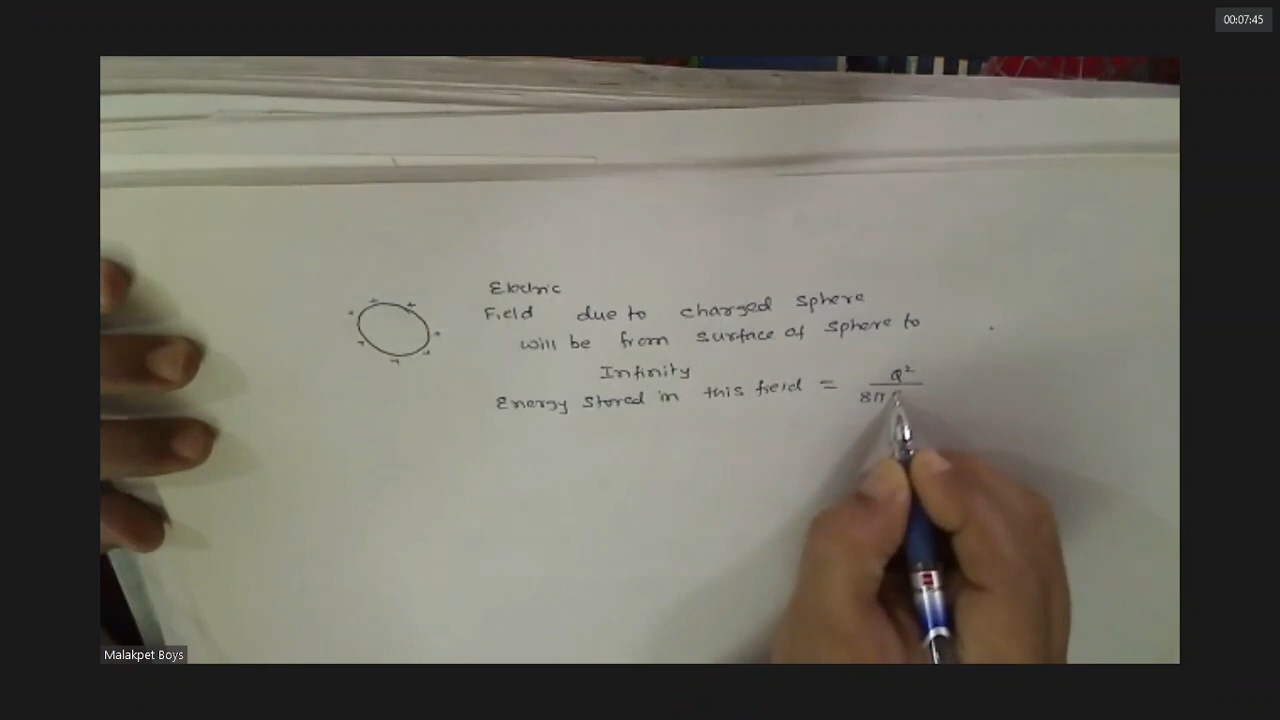 00:07:45
Electric
Field due to charged sphere
will be from surface of sphere to
Infinity
Energy stored in this field = Q²
8π
Malakpet Boys